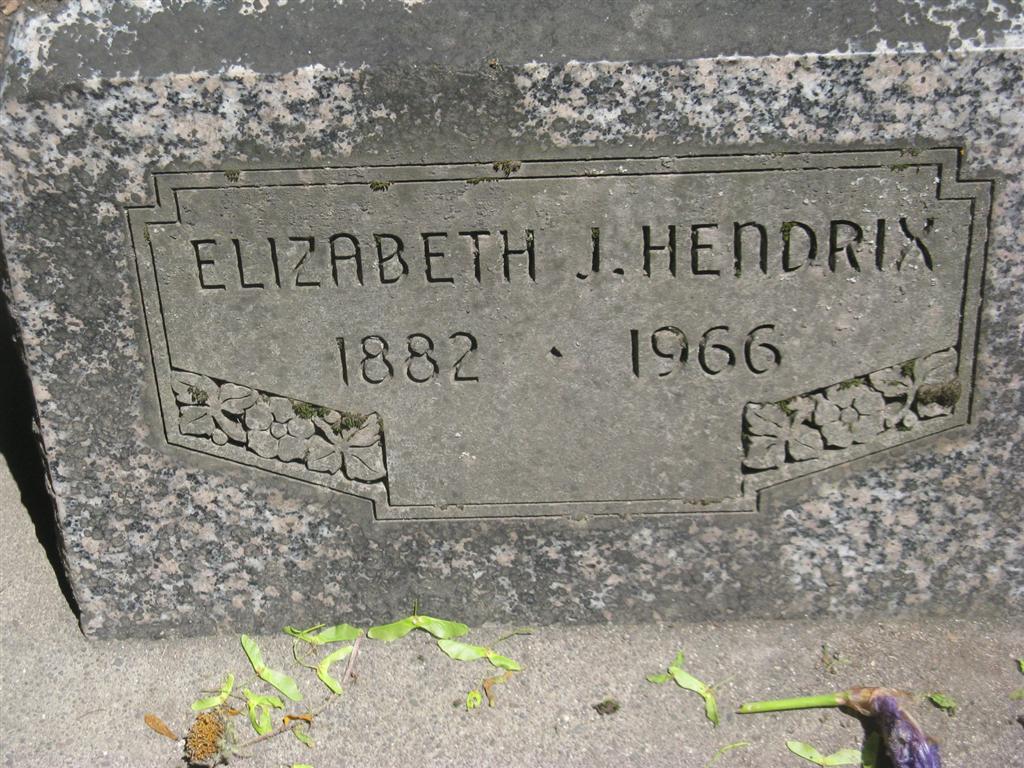 ELIZABETH J. HENDRIX
1882 · 1966